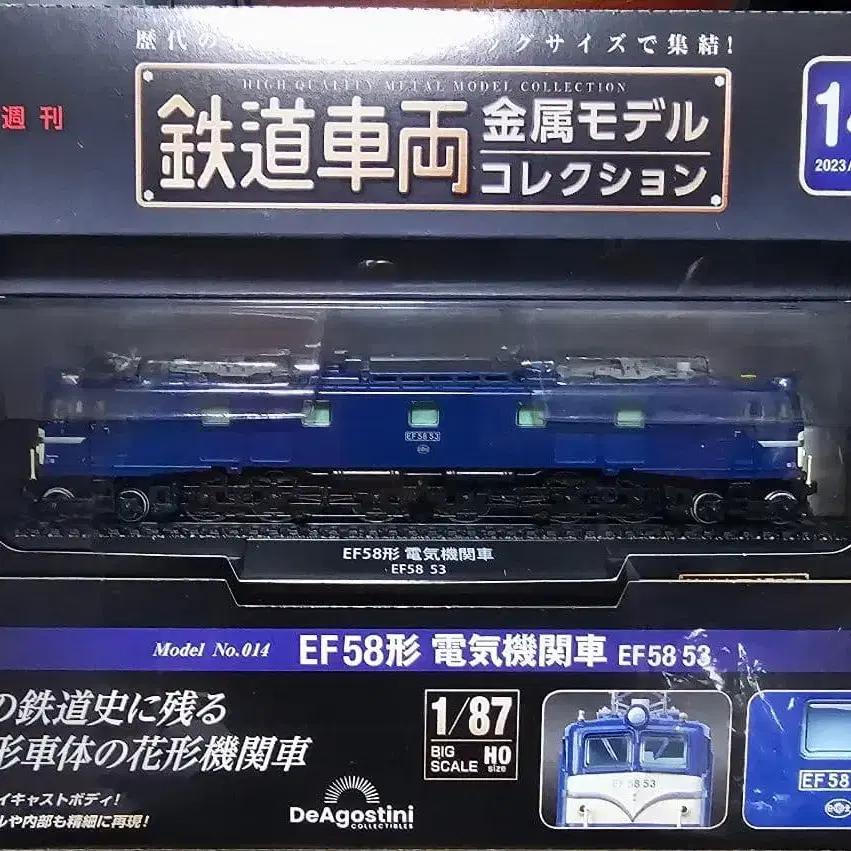 歴代の
ッグサイズで集結!
HIGH QUALITY METAL MODEL COLLECTION
週刊
鉄道車両
金属モデル
コレクション
14
2023/
EF58 53
EF58形 電気機関車
EF58 53
Model No.014 EF58形 電気機関車 EF58 53
の鉄道史に残る
形車体の花形機関車
イキャストボディ!
ルや内部も精細に再現!
1/87
BIG SCALE HO size
DeAgostini
COLLECTIBLES
EF 58 53
EF 58